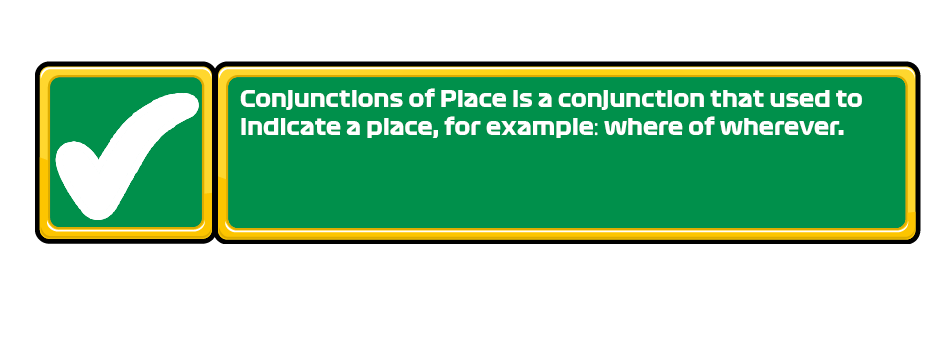 Conjunctions of Place is a conjunction that used to
indicate a place, for example: where of wherever.